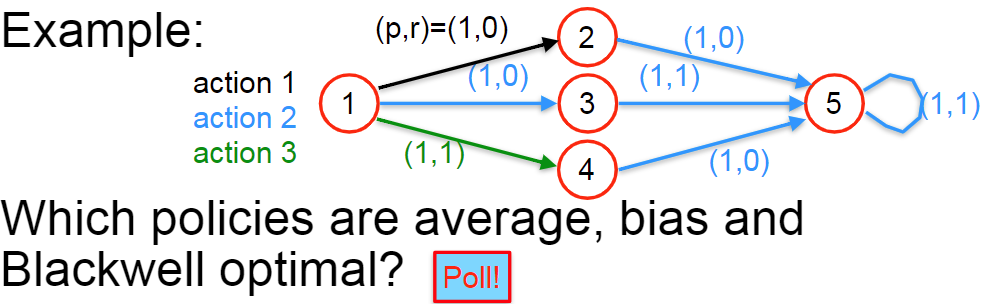 Example:
(p,r)=(1,0)
2
(1,0)
action 1
action 2
action 3
1
(1,0)
3
(1,1)
5
(1,1)
(1,1)
4
(1,0)
Which policies are average, bias and
Blackwell optimal?
Poll!